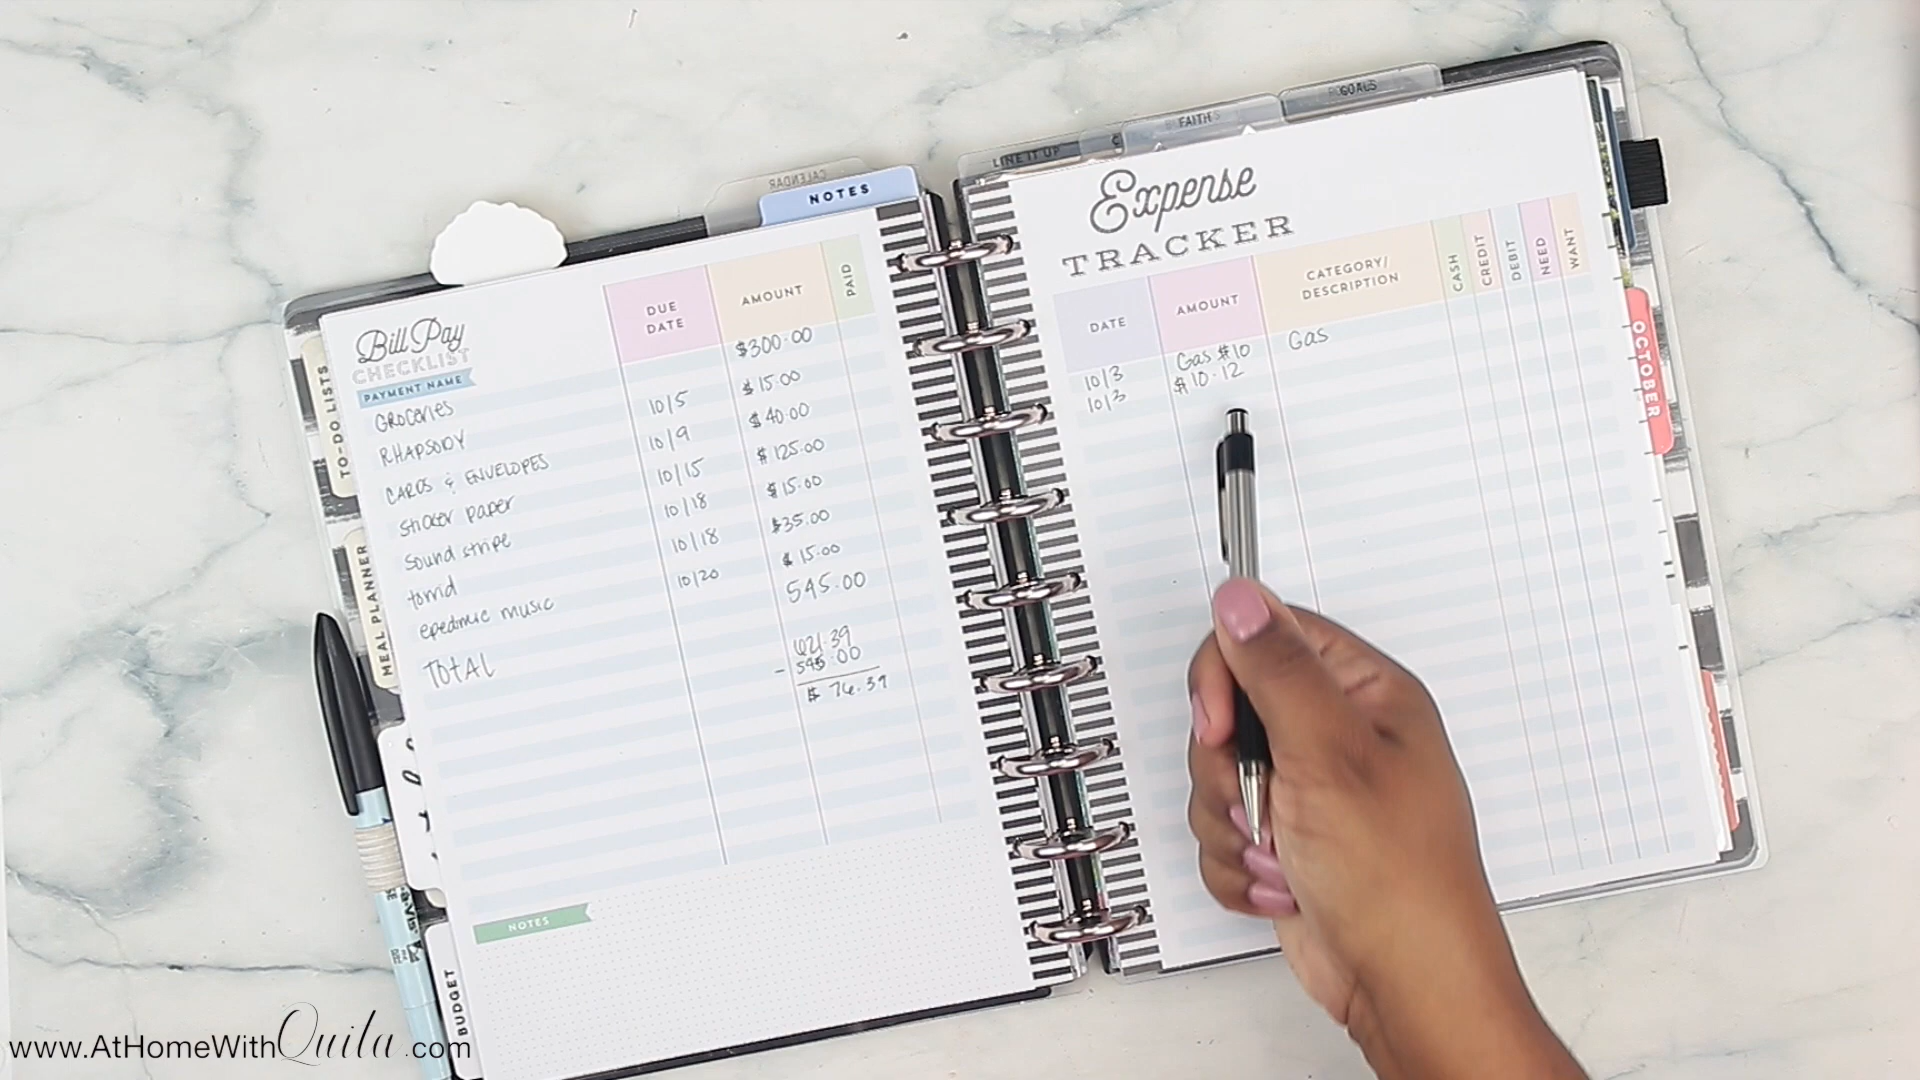 CALENDAR
NOTES
Bill Pay
CHECKLIST
PAYMENT NAME
DUE DATE
AMOUNT
PAID
GROCERIES $300.00
RHAPSODY 10/5 $15.00
CARDS & ENVELOPES 10/9 $40.00
sticker paper 10/15 $125.00
Sound stripe 10/18 $15.00
torrid 10/18 $35.00
epedmic music 10/20 $15.00
TOTAL 545.00
621.39
- 545.00
$ 76.39
NOTES
TO-DO LISTS
MEAL PLANNER
BUDGET
LINE IT UP
FAITH
GOALS
Expense
TRACKER
DATE
AMOUNT
CATEGORY/
DESCRIPTION
CASH
CREDIT
DEBIT
NEED
WANT
10/3 Gas $10 Gas
10/3 $10.12
OCTOBER
www.AtHomeWithQuila.com